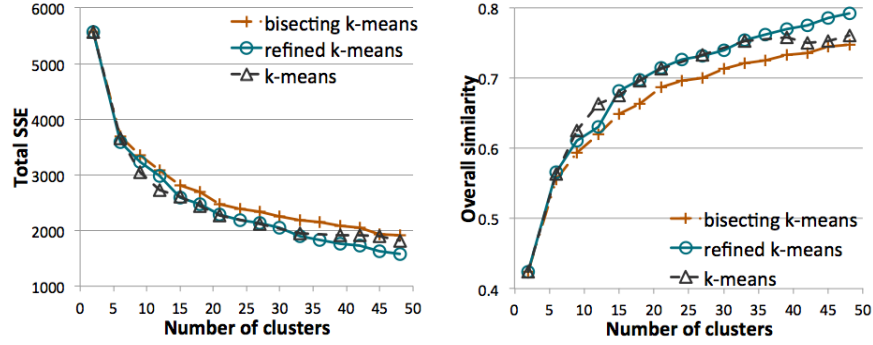 6000
5000
4000
3000
2000
1000
0 5 10 15 20 25 30 35 40 45 50
Total SSE
Number of clusters
bisecting k-means
refined k-means
k-means
0.8
0.7
0.6
0.5
0.4
0 5 10 15 20 25 30 35 40 45 50
Overall similarity
Number of clusters
bisecting k-means
refined k-means
k-means